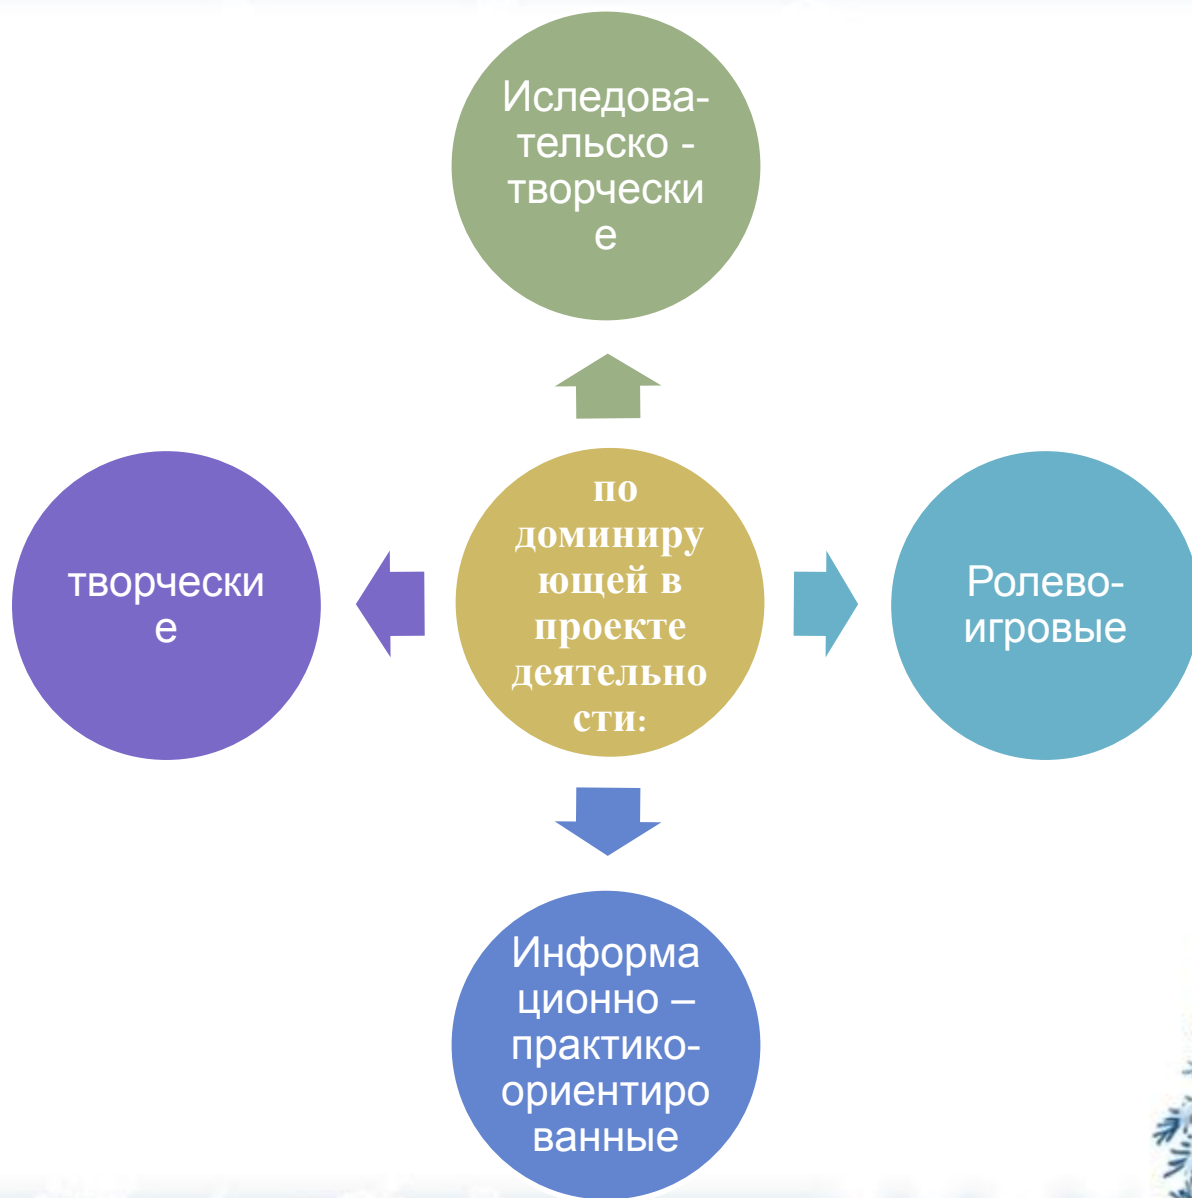 Иследова-
тельско -
творчески
е
творчески
е
по
доминиру
ющей в
проекте
деятельно
сти:
Ролево-
игровые
Информа
ционно –
практико-
ориентиро
ванные